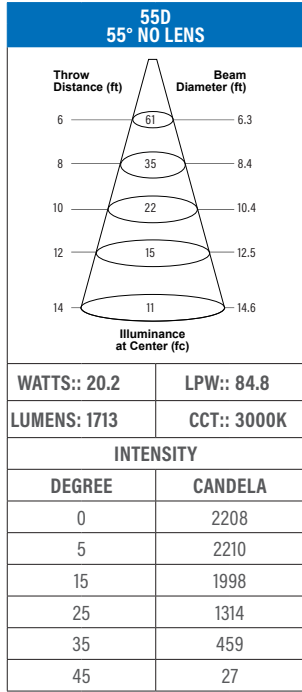 55D
55° NO LENS
Throw Distance (ft)
Beam Diameter (ft)
6 61 6.3
8 35 8.4
10 22 10.4
12 15 12.5
14 11 14.6
Illuminance
at Center (fc)
WATTS:: 20.2 LPW:: 84.8
LUMENS: 1713 CCT:: 3000K
INTENSITY
DEGREE CANDELA
0 2208
5 2210
15 1998
25 1314
35 459
45 27